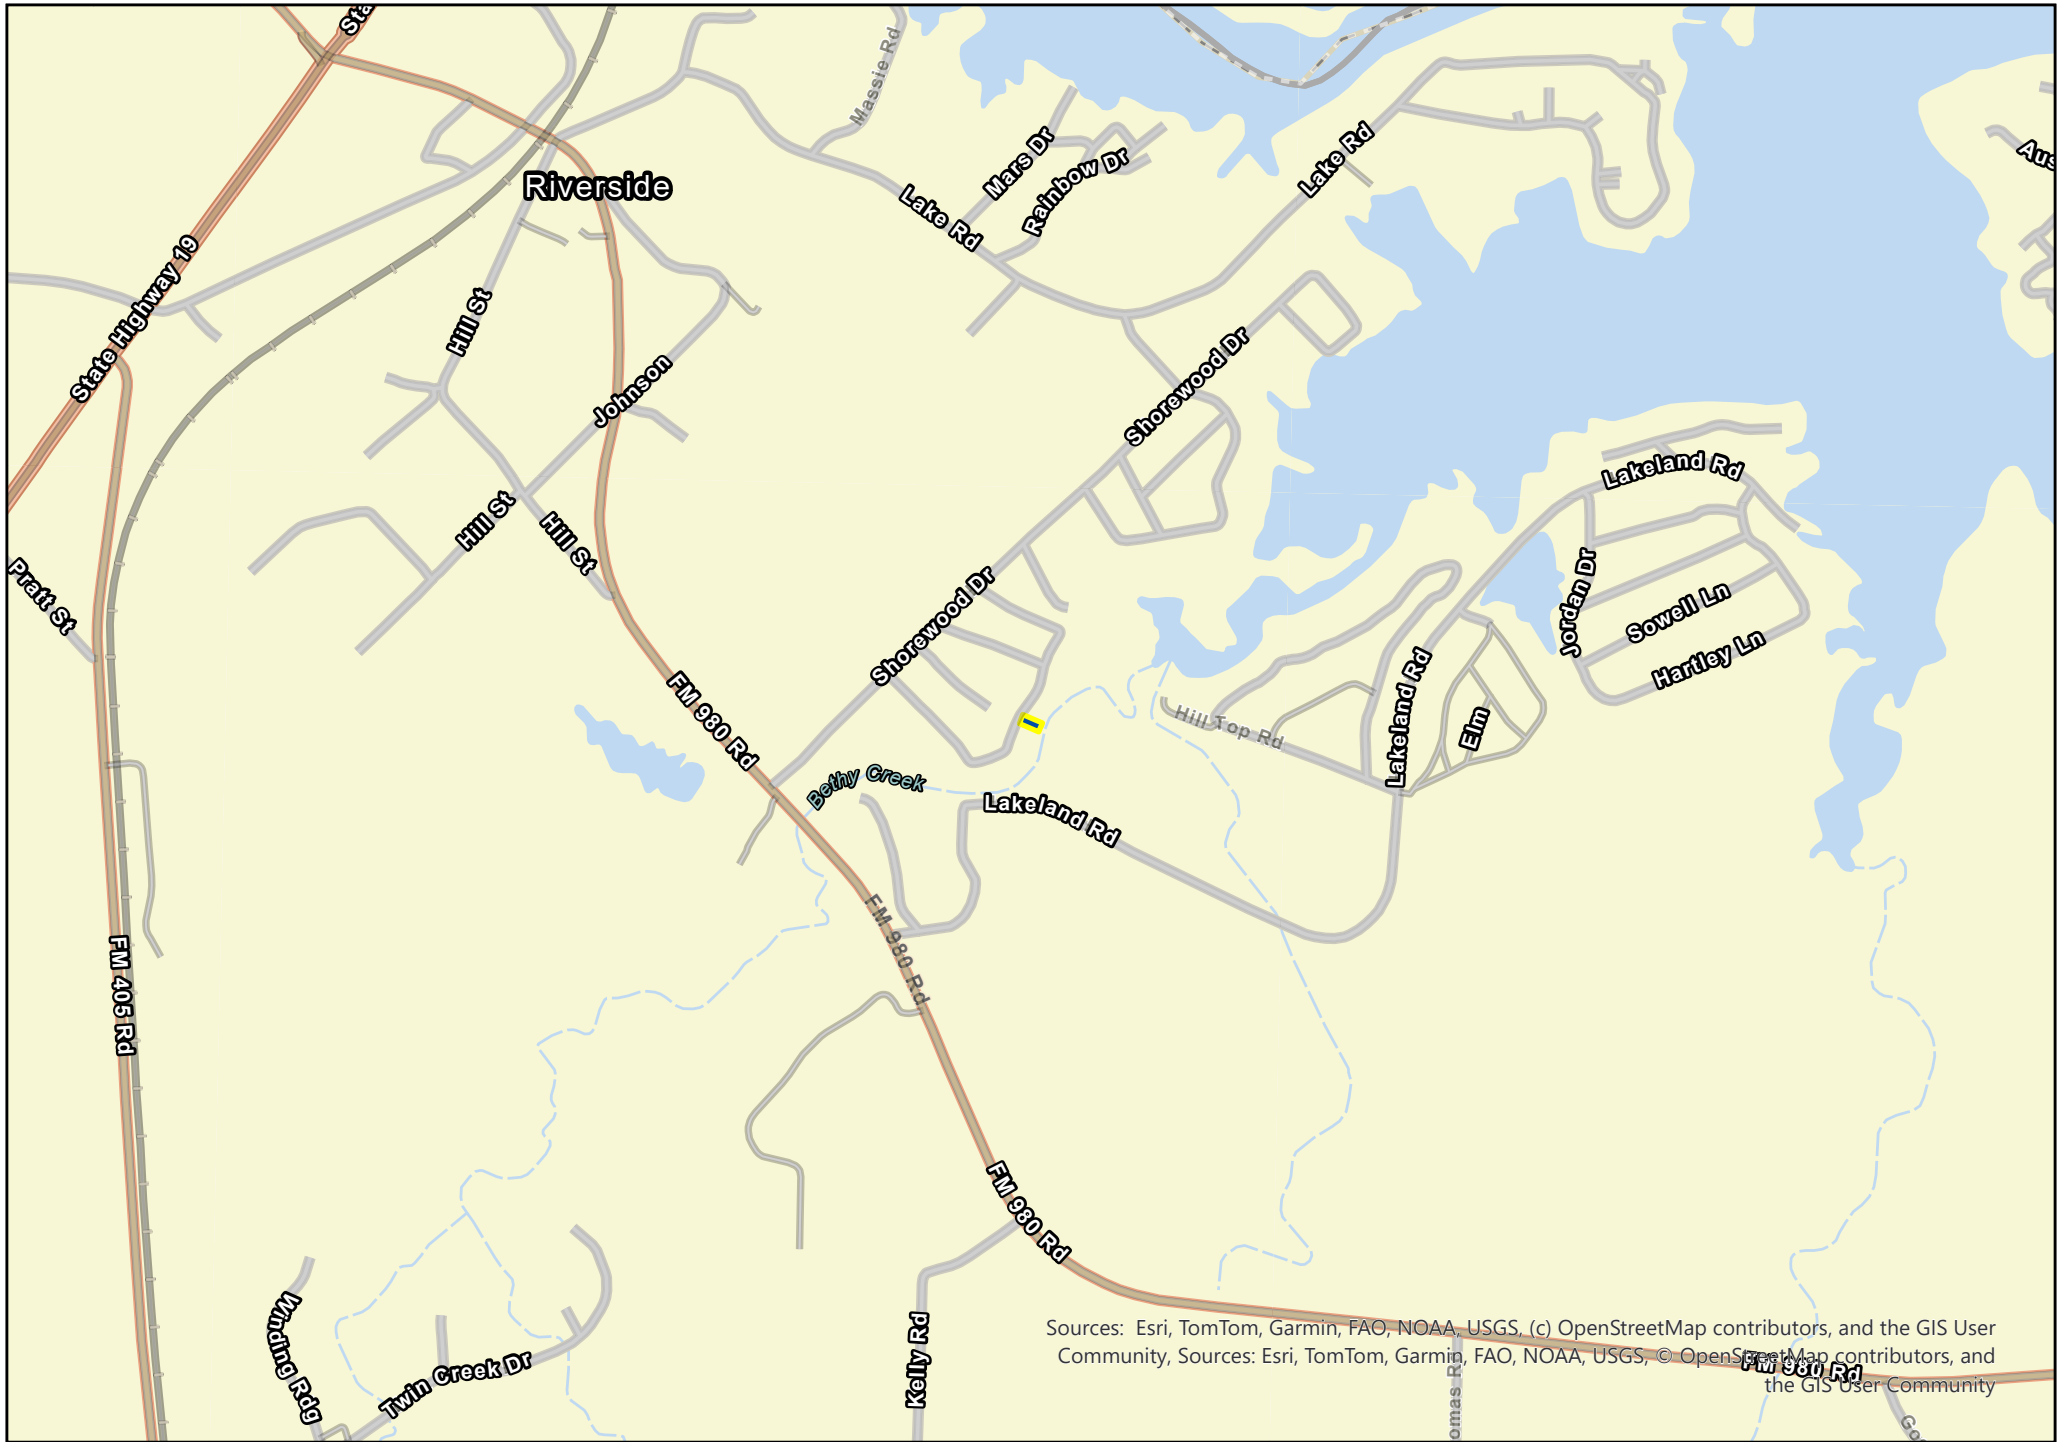 Sta
Massie Rd
Mars Dr
Rainbow Dr
Lake Rd
Aus
Riverside
Lake Rd
State Highway 19
Hill St
Shorewood Dr
Johnson
Lakeland Rd
Hill St
Hill St
Pratt St
Jordan Dr
Shorewood Dr
Sowell Ln
Hartley Ln
FM 980 Rd
Lakeland Rd
Hill Top Rd
Elm
Bethy Creek
Lakeland Rd
FM 980 Rd
FM 405 Rd
FM 980 Rd
Winding Rdg
Twin Creek Dr
Kelly Rd
omas Rd
FM 980 Rd
Go
Sources: Esri, TomTom, Garmin, FAO, NOAA, USGS, (c) OpenStreetMap contributors, and the GIS User
Community, Sources: Esri, TomTom, Garmin, FAO, NOAA, USGS, © OpenStreetMap contributors, and
the GIS User Community